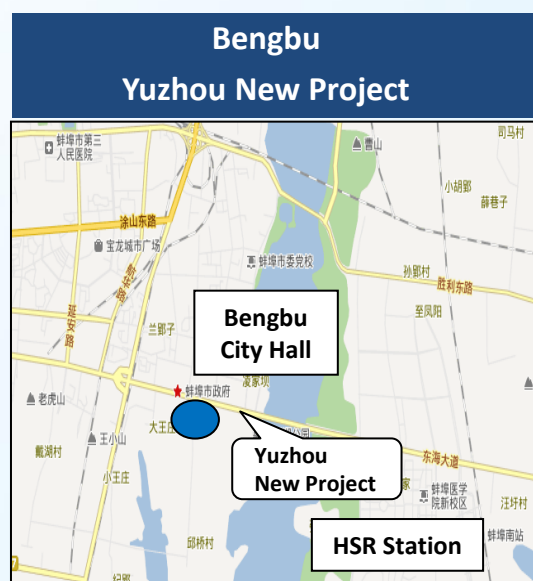 Bengbu
Yuzhou New Project
蚌埠市第三
人民医院
曹山
司马村
小胡郢
薛巷子
涂山东路
宝龙城市广场
蚌埠市委党校
孙郢村
胜利东路
延安路
兰郢子
至凤阳
Bengbu
City Hall
凌家坝
蚌埠市政府
老虎山
大王庄
王小山
戴湖村
小王庄
Yuzhou
New Project
公园
东海大道
家
蚌埠医学
院新校区
汪圩村
邱桥村
HSR Station
蚌埠南站